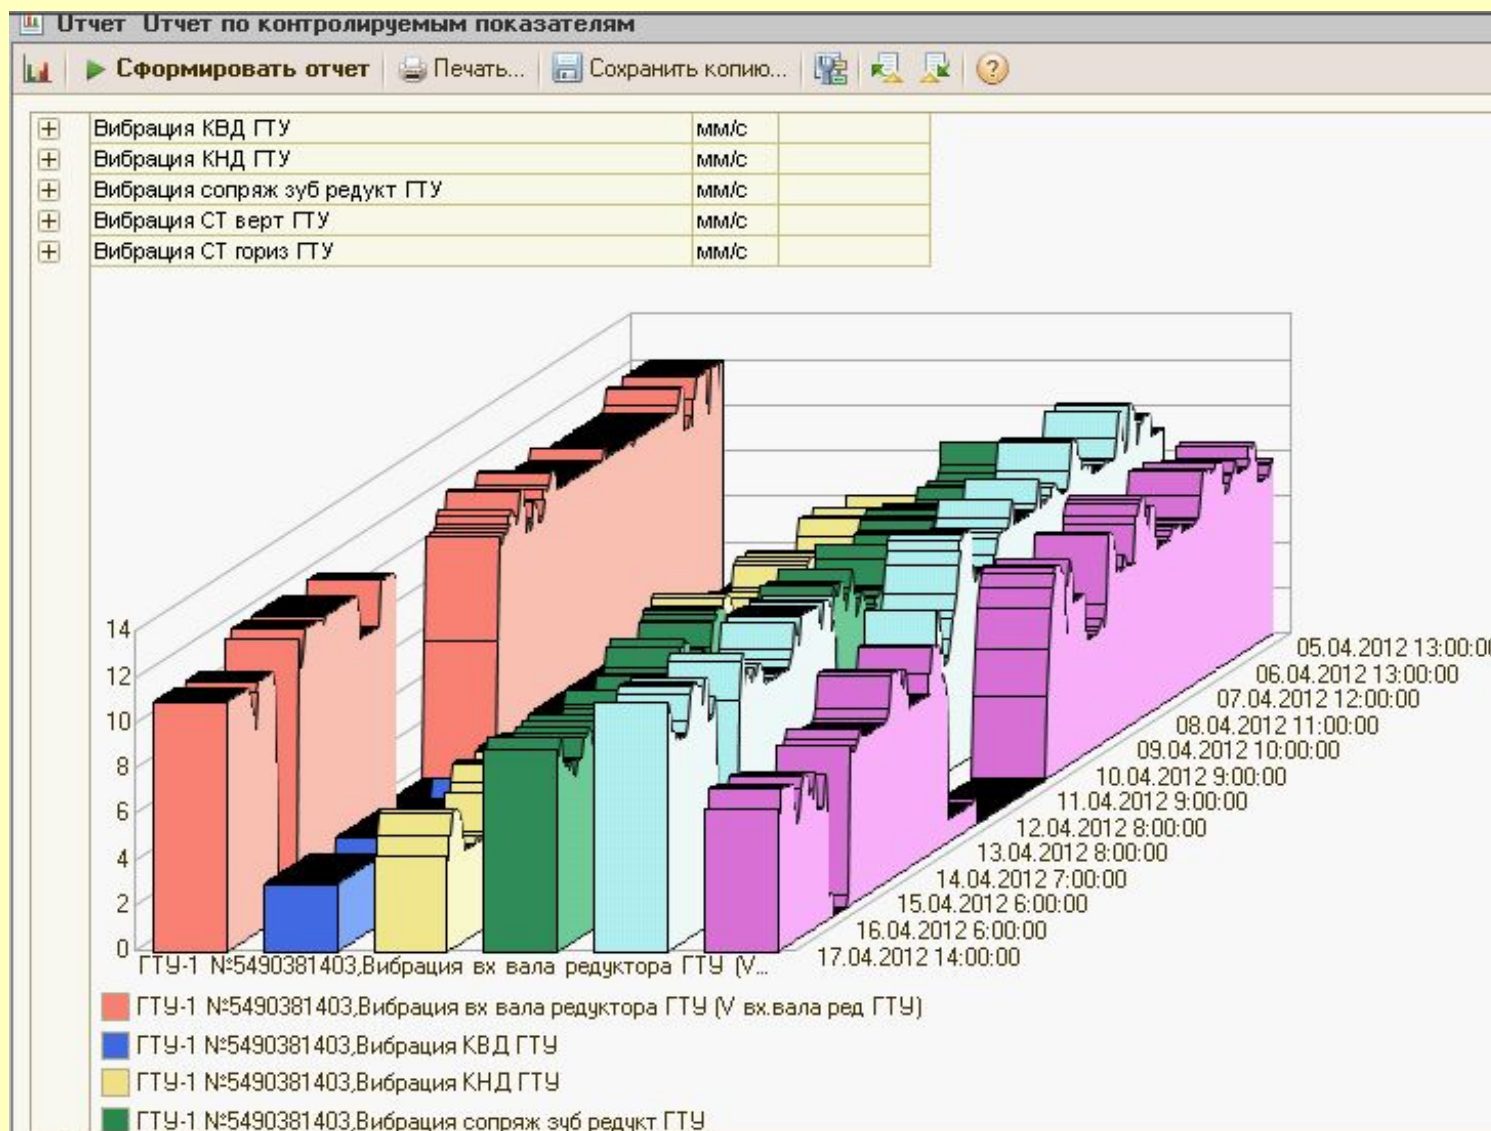 Отчет Отчет по контролируемым показателям
Сформировать отчет Печать... Сохранить копию... ?
Вибрация КВД ГТУ мм/с
Вибрация КНД ГТУ мм/с
Вибрация сопряж зуб редукт ГТУ мм/с
Вибрация СТ верт ГТУ мм/с
Вибрация СТ гориз ГТУ мм/с
14
12
10
8
6
4
2
0
05.04.2012 13:00:00
06.04.2012 13:00:00
07.04.2012 12:00:00
08.04.2012 11:00:00
09.04.2012 10:00:00
10.04.2012 9:00:00
11.04.2012 9:00:00
12.04.2012 8:00:00
13.04.2012 8:00:00
14.04.2012 7:00:00
15.04.2012 6:00:00
16.04.2012 6:00:00
17.04.2012 14:00:00
ГТУ-1 №5490381403,Вибрация вх вала редуктора ГТУ (V...
ГТУ-1 №5490381403,Вибрация вх вала редуктора ГТУ (V вх.вала ред ГТУ)
ГТУ-1 №5490381403,Вибрация КВД ГТУ
ГТУ-1 №5490381403,Вибрация КНД ГТУ
ГТУ-1 №5490381403,Вибрация сопряж зуб редукт ГТУ